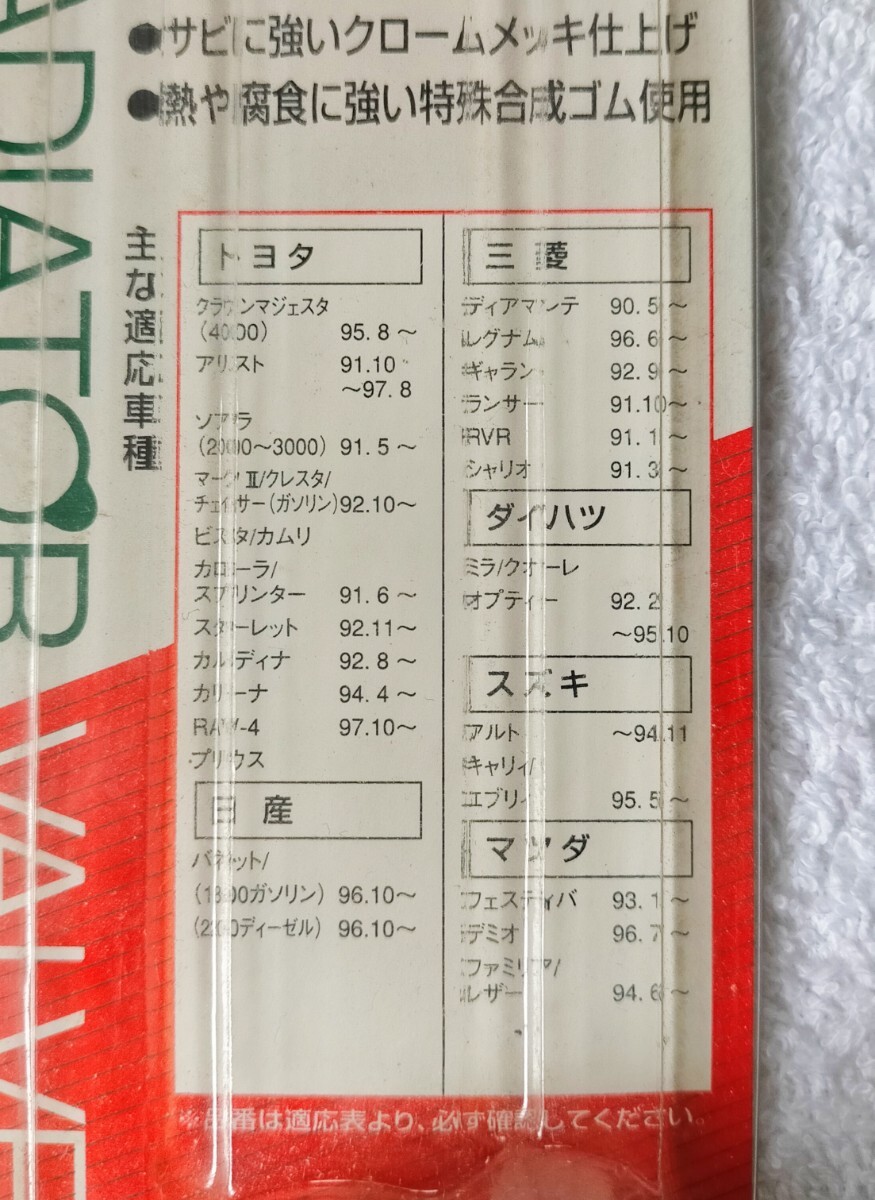 ●サビに強いクロームメッキ仕上げ
●熱や腐食に強い特殊合成ゴム使用
ADIATOR VALVE
主な適応車種
トヨタ
クラウンマジェスタ
(4000) 95.8～
アリスト 91.10
～97.8
ソアラ
(2000～3000) 91.5～
マークⅡ/クレスタ/
チェイサー(ガソリン)92.10～
ビスタ/カムリ
カローラ/
スプリンター 91.6～
スターレット 92.11～
カルディナ 92.8～
カリーナ 94.4～
RAV-4 97.10～
プリウス
日産
バネット/
(1800ガソリン) 96.10～
(2200ディーゼル) 96.10～
三菱
ディアマンテ 90.5～
レグナム 96.6～
ギャラン 92.9～
ランサー 91.10～
RVR 91.1～
シャリオ 91.3～
ダイハツ
ミラ/クオーレ
オプティー 92.2
～95.10
スズキ
アルト ～94.11
キャリィ/
エブリィ 95.5～
マツダ
フェスティバ 93.1～
デミオ 96.7～
ファミリア/
レザー 94.6～
※品番は適応表より、必ず確認してください。